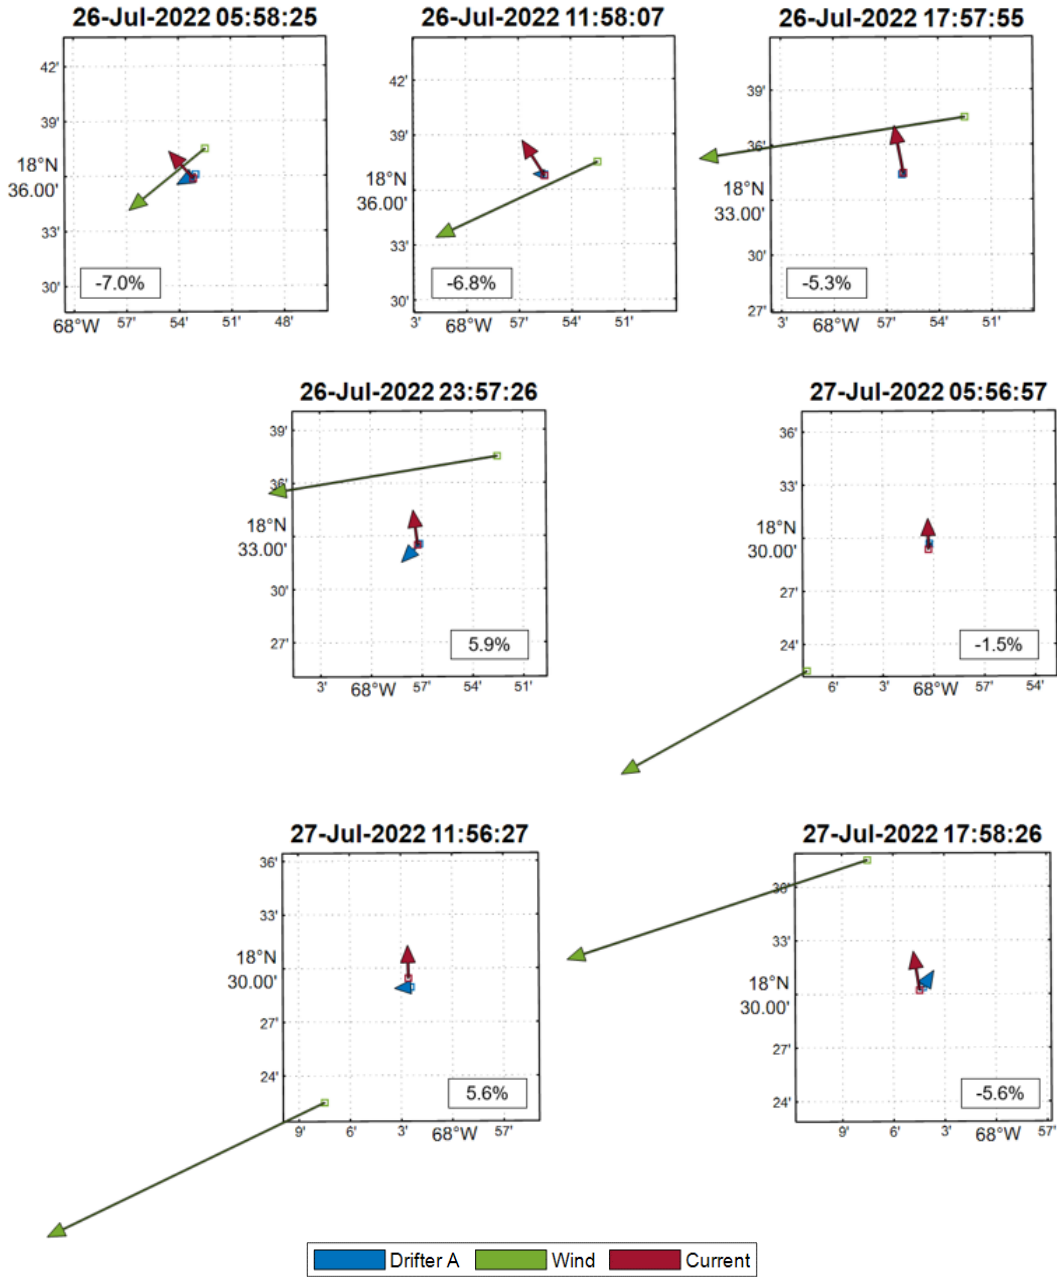 26-Jul-2022 05:58:25
42'
39'
18°N
36.00'
33'
30'
-7.0%
68°W 57' 54' 51' 48'
26-Jul-2022 11:58:07
42'
39'
18°N
36.00'
33'
30'
-6.8%
3' 68°W 57' 54' 51'
26-Jul-2022 17:57:55
39'
36'
18°N
33.00'
30'
27'
-5.3%
3' 68°W 57' 54' 51'
26-Jul-2022 23:57:26
39'
36'
18°N
33.00'
30'
27'
5.9%
3' 68°W 57' 54' 51'
27-Jul-2022 05:56:57
36'
33'
18°N
30.00'
27'
24'
-1.5%
6' 3' 68°W 57' 54'
27-Jul-2022 11:56:27
36'
33'
18°N
30.00'
27'
24'
5.6%
9' 6' 3' 68°W 57'
27-Jul-2022 17:58:26
36'
33'
18°N
30.00'
27'
24'
-5.6%
9' 6' 3' 68°W 57'
Drifter A Wind Current